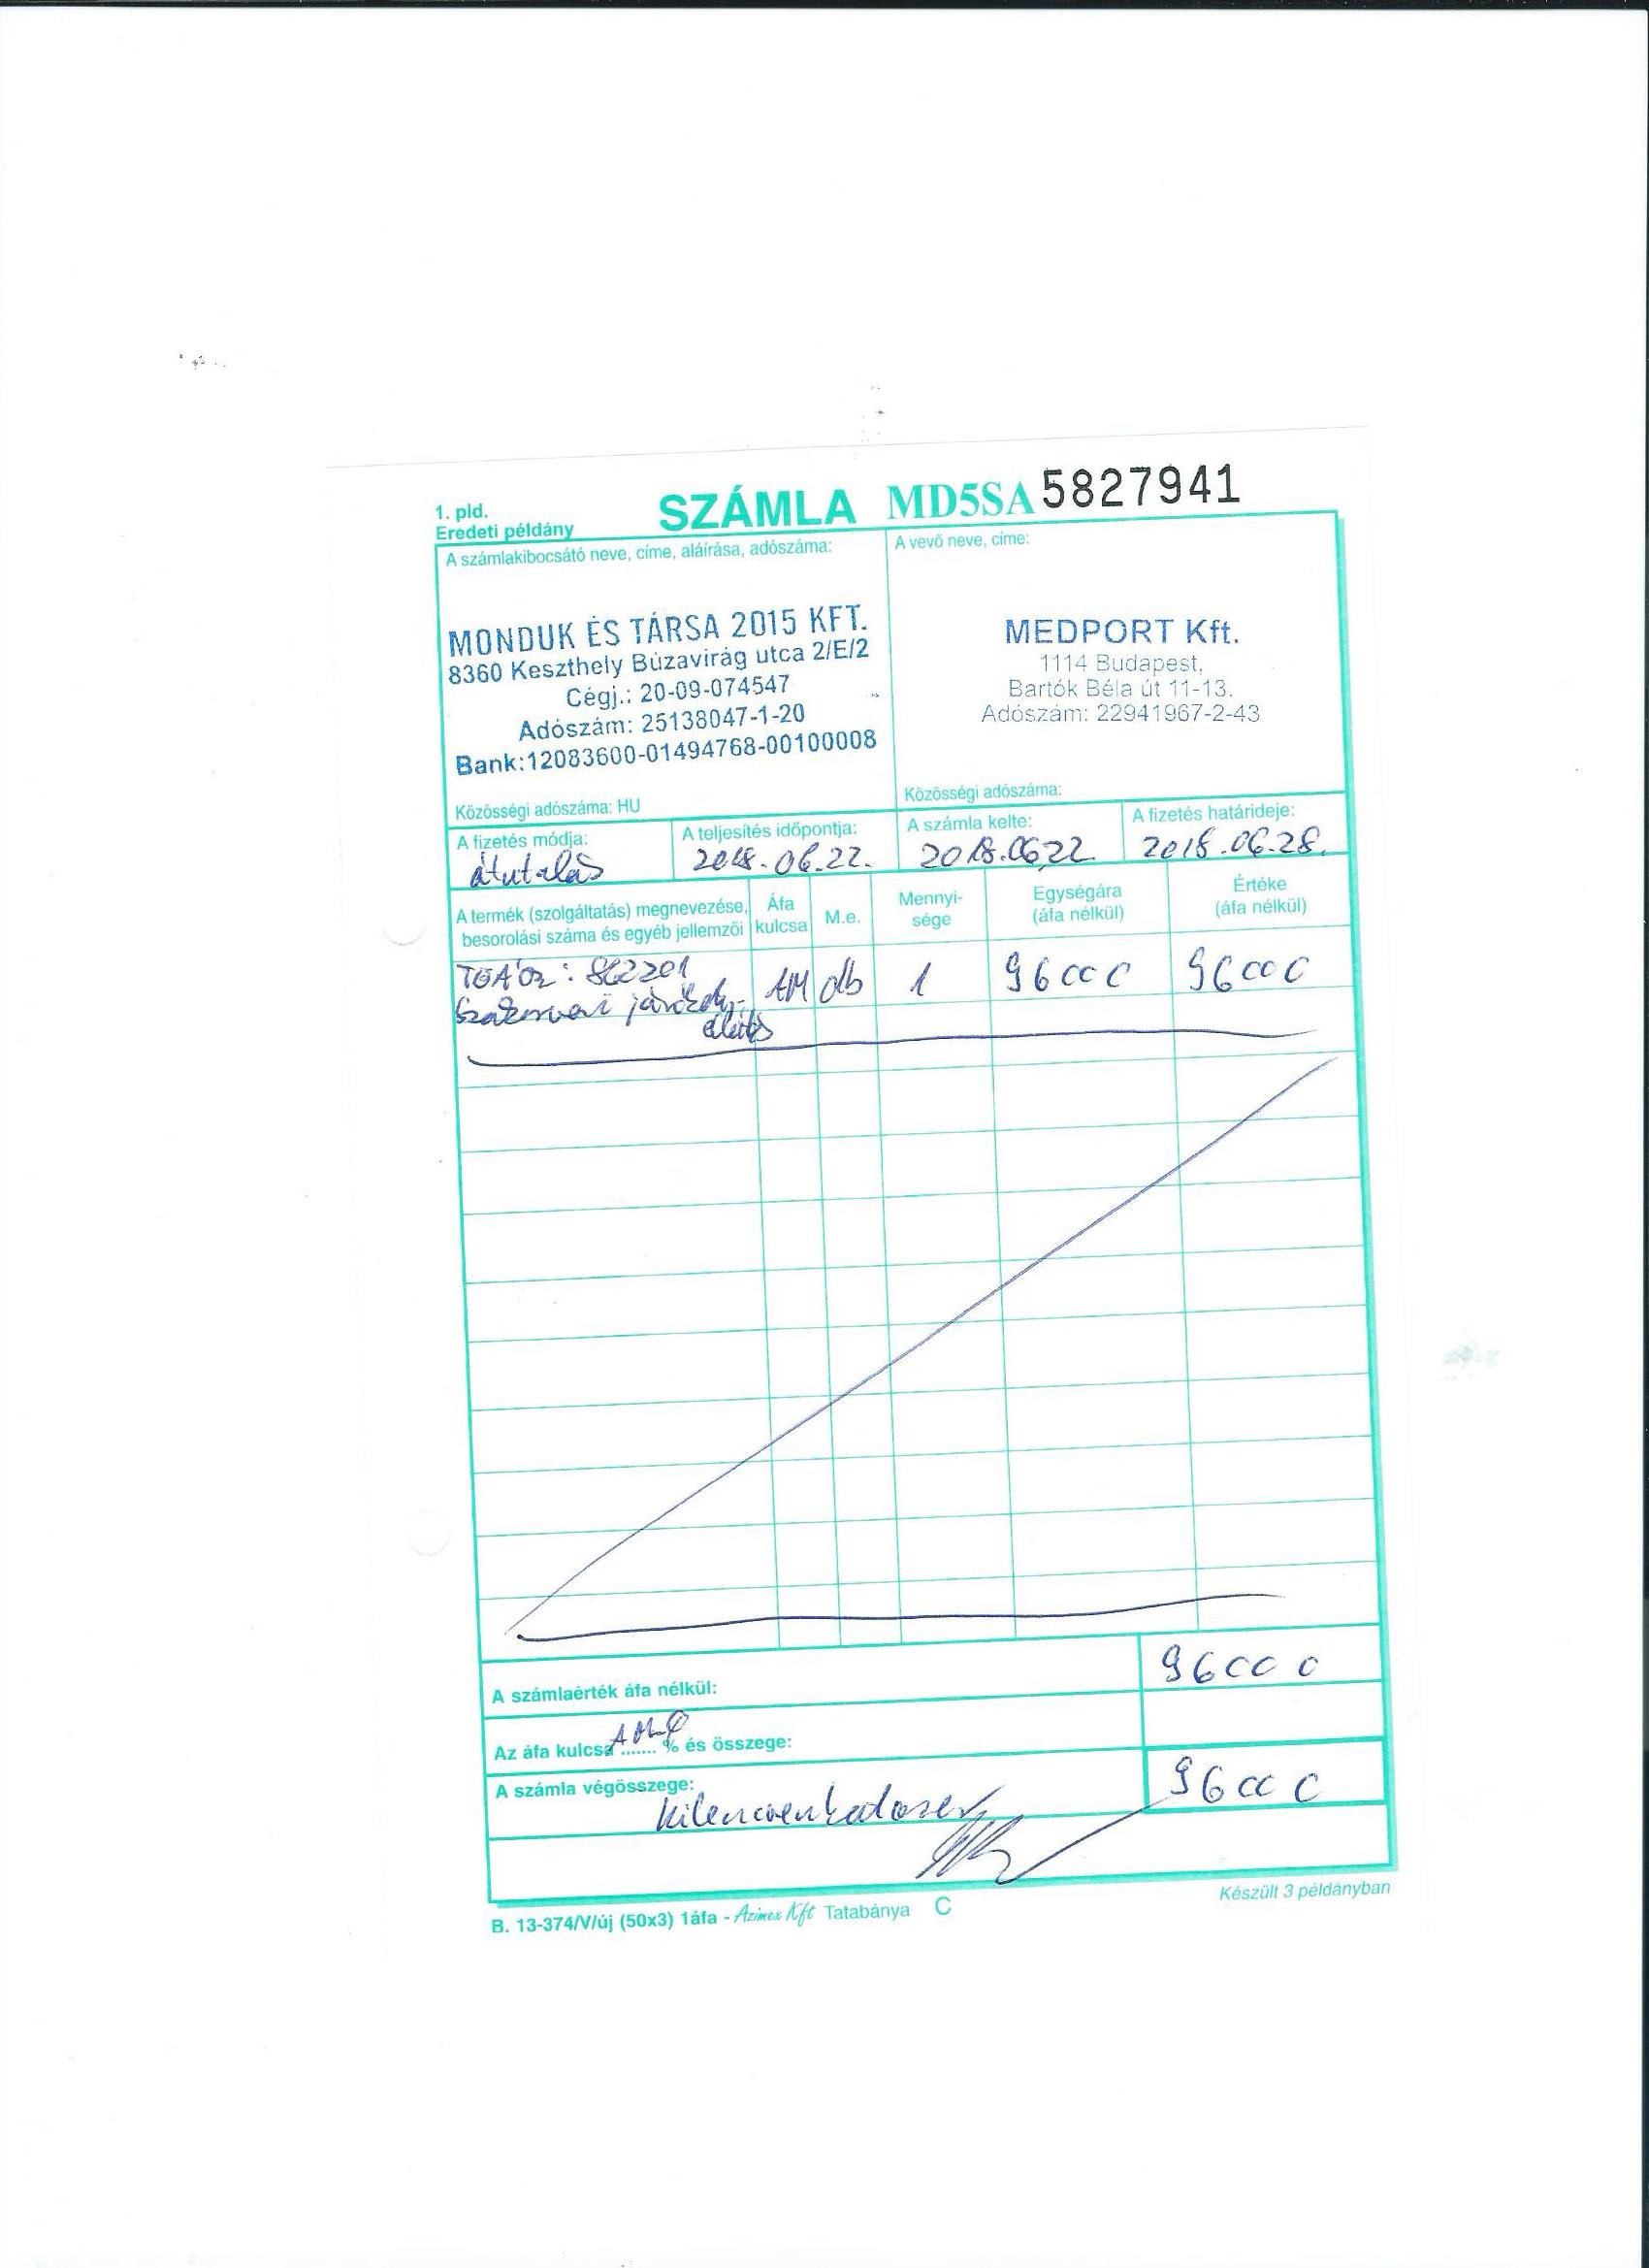 1. pld.
Eredeti példány
SZÁMLA MD5SA 5827941
A számlakibocsátó neve, címe, aláírása, adószáma:
MONDUK ÉS TÁRSA 2015 KFT.
8360 Keszthely Búzavirág utca 2/E/2
Cégj.: 20-09-074547
Adószám: 25138047-1-20
Bank:12083600-01494768-00100008
Közösségi adószáma: HU
A vevő neve, címe:
MEDPORT Kft.
1114 Budapest,
Bartók Béla út 11-13.
Adószám: 22941967-2-43
Közösségi adószáma:
A fizetés módja:
átutalás
A teljesítés időpontja:
2018.06.22.
A számla kelte:
2018.06.22.
A fizetés határideje:
2018.06.28.
A termék (szolgáltatás) megnevezése, besorolási száma és egyéb jellemzői
Áfa kulcsa
M.e.
Mennyi-sége
Egységára (áfa nélkül)
Értéke (áfa nélkül)
TEÁOR: 862201 AM db 1 96000 96000
Szakorvosi járóbeteg-
ellátás
A számlaérték áfa nélkül: 96000
Az áfa kulcsa ....... % és összege:
A számla végösszege: 96000
B. 13-374/V/új (50x3) 1áfa - Azimex Kft Tatabánya C
Készült 3 példányban